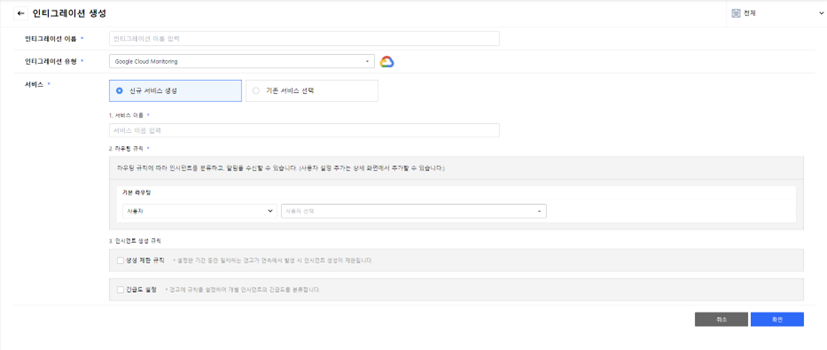 ← 인티그레이션 생성
전체
인티그레이션 이름 *
인티그레이션 이름 입력
인티그레이션 유형 *
Google Cloud Monitoring
서비스 *
신규 서비스 생성
기존 서비스 선택
1. 서비스 이름 *
서비스 이름 입력
2. 라우팅 규칙 *
라우팅 규칙에 따라 인시던트를 분류하고, 알림을 수신할 수 있습니다. (사용자 설정 추가는 상세 화면에서 추가할 수 있습니다.)
기본 라우팅
사용자
사용자 선택
3. 인시던트 생성 규칙
생성 제한 규칙
* 설정한 기간 동안 일치하는 경고가 연속해서 발생 시 인시던트 생성이 제한됩니다.
긴급도 설정
* 경고에 규칙을 설정하여 개별 인시던트의 긴급도를 분류합니다.
취소
확인